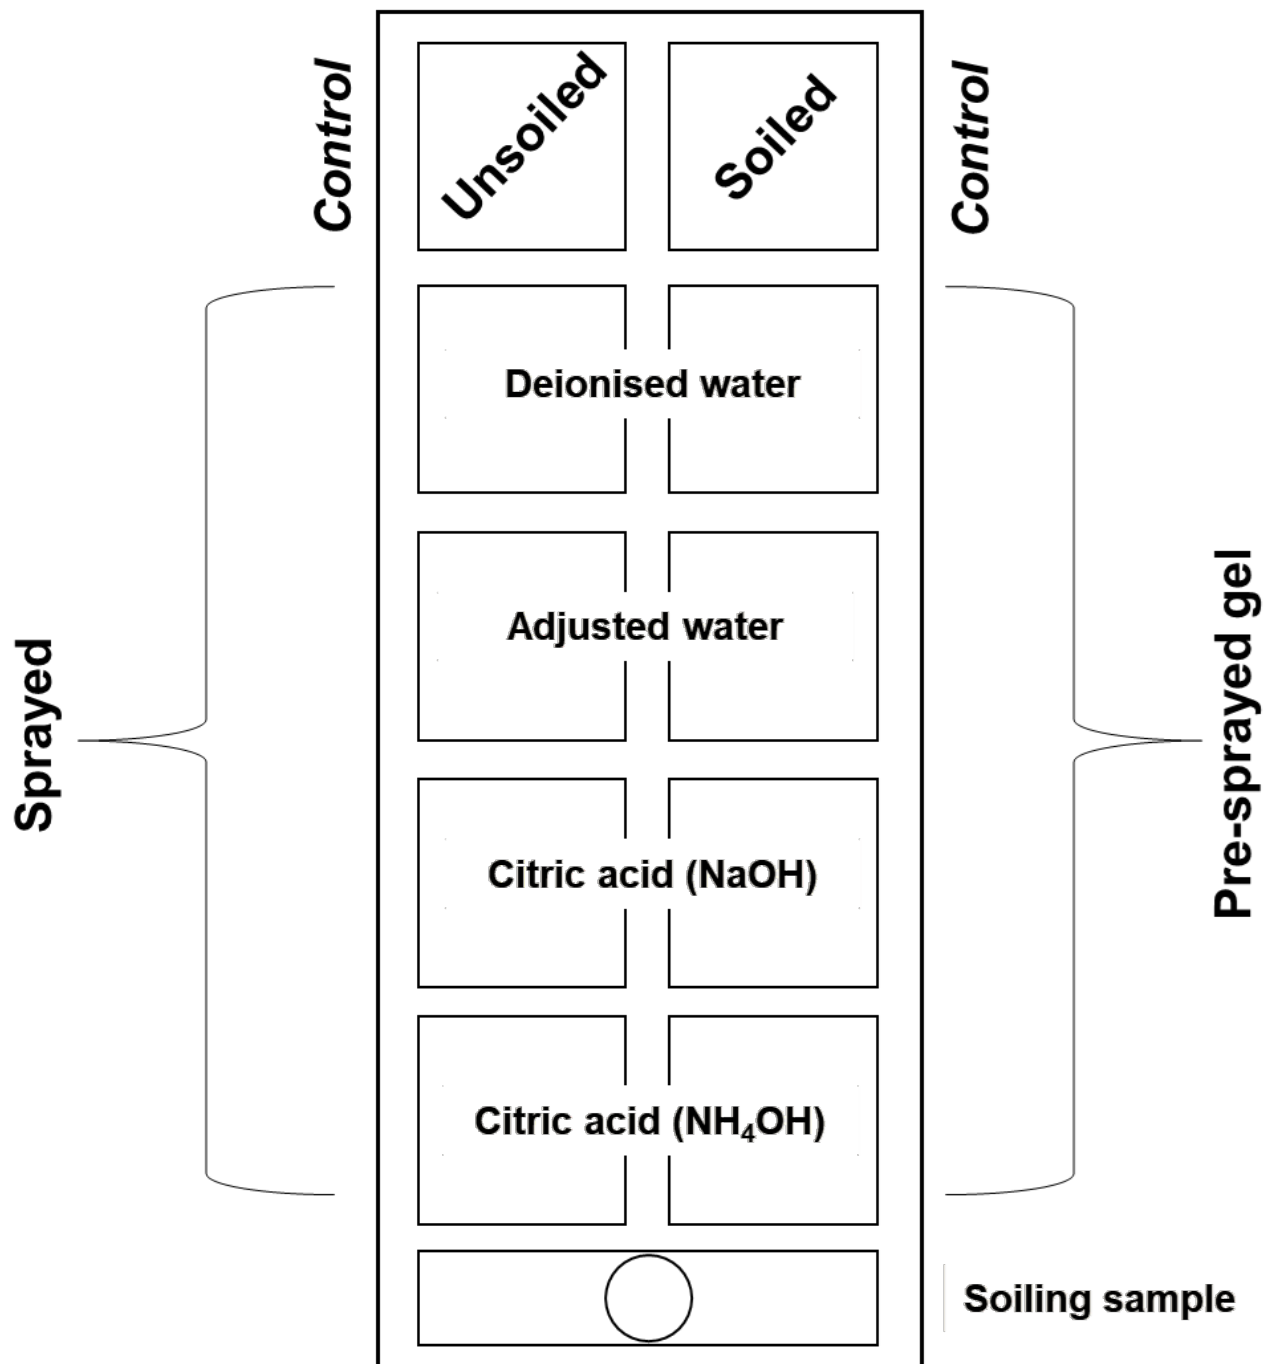 Control
Unsoiled
Soiled
Control
Deionised water
Adjusted water
Citric acid (NaOH)
Citric acid (NH₄OH)
Sprayed
Pre-sprayed gel
Soiling sample